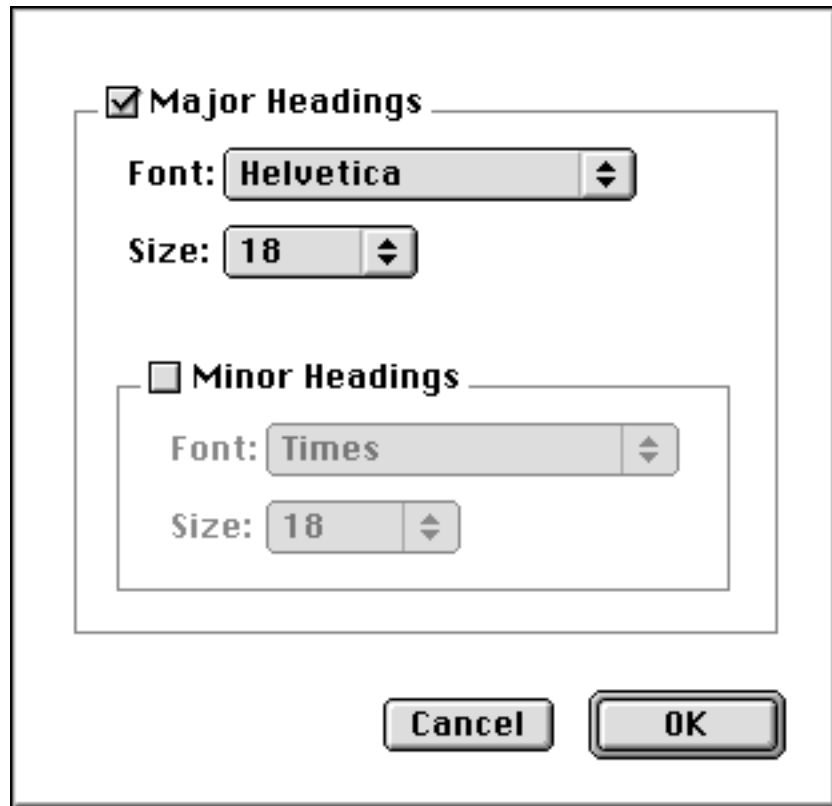 Major Headings
Font: Helvetica
Size: 18
Minor Headings
Font: Times
Size: 18
Cancel OK